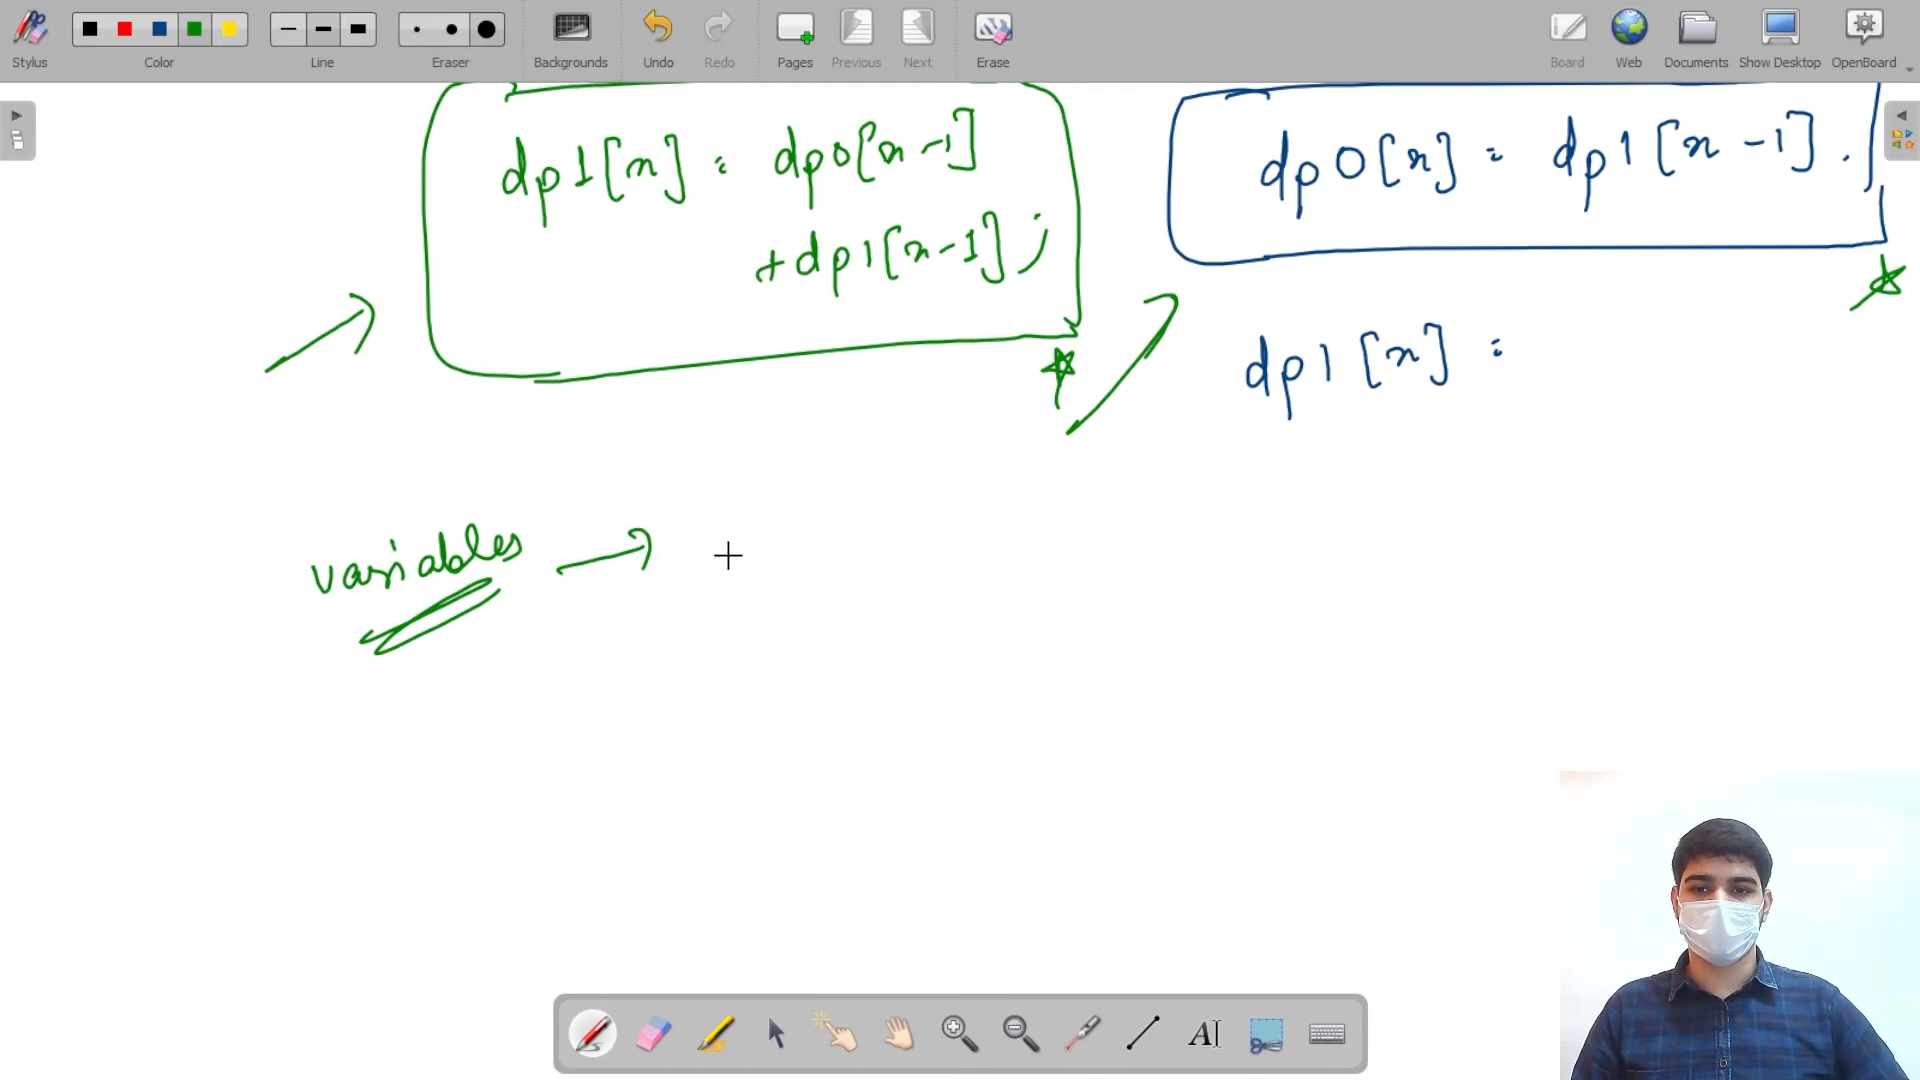 Stylus Color Line Eraser Backgrounds Undo Redo Pages Previous Next Erase Board Web Documents Show Desktop OpenBoard
dp1[x] = dp0[x-1]
+dp1[x-1];
dp0[x] = dp1[x-1].
dp1[x] =
variables →